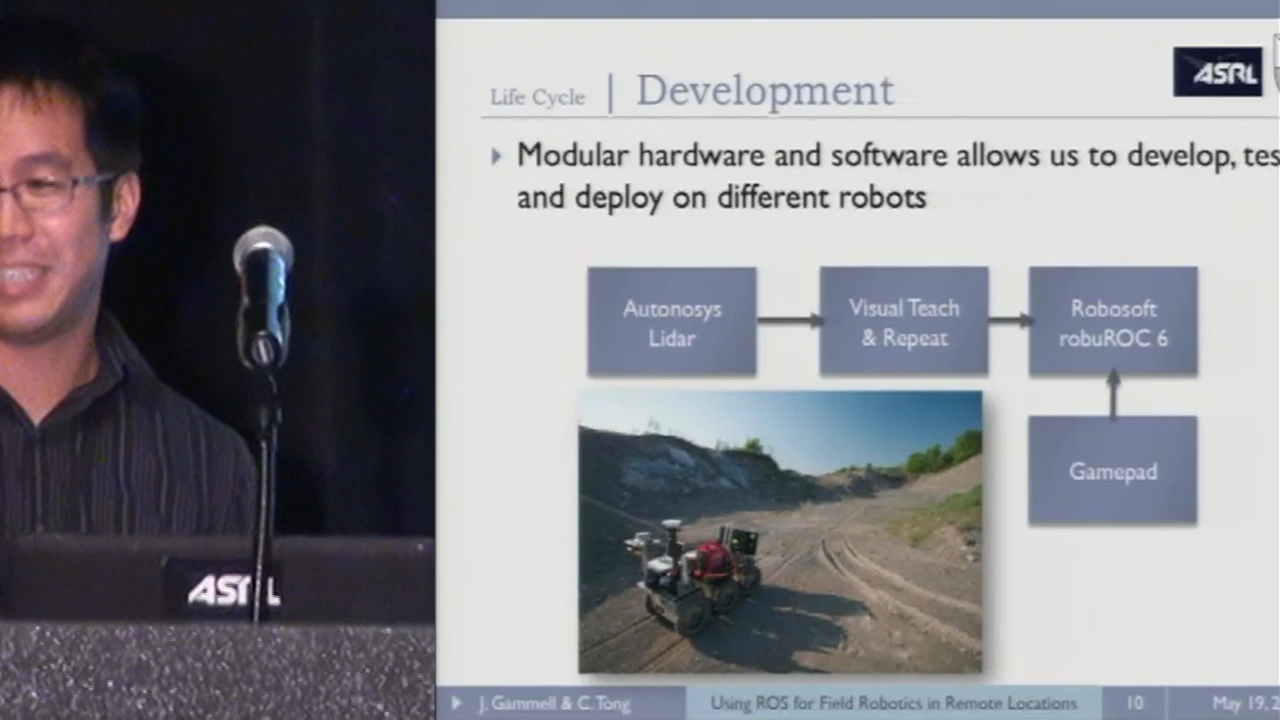 Life Cycle | Development
ASRL
Modular hardware and software allows us to develop, tes
and deploy on different robots
Autonosys
Lidar
Visual Teach
& Repeat
Robosoft
robuROC 6
Gamepad
ASRL
J. Gammell & C. Tong
Using ROS for Field Robotics in Remote Locations
10
May 19, 2